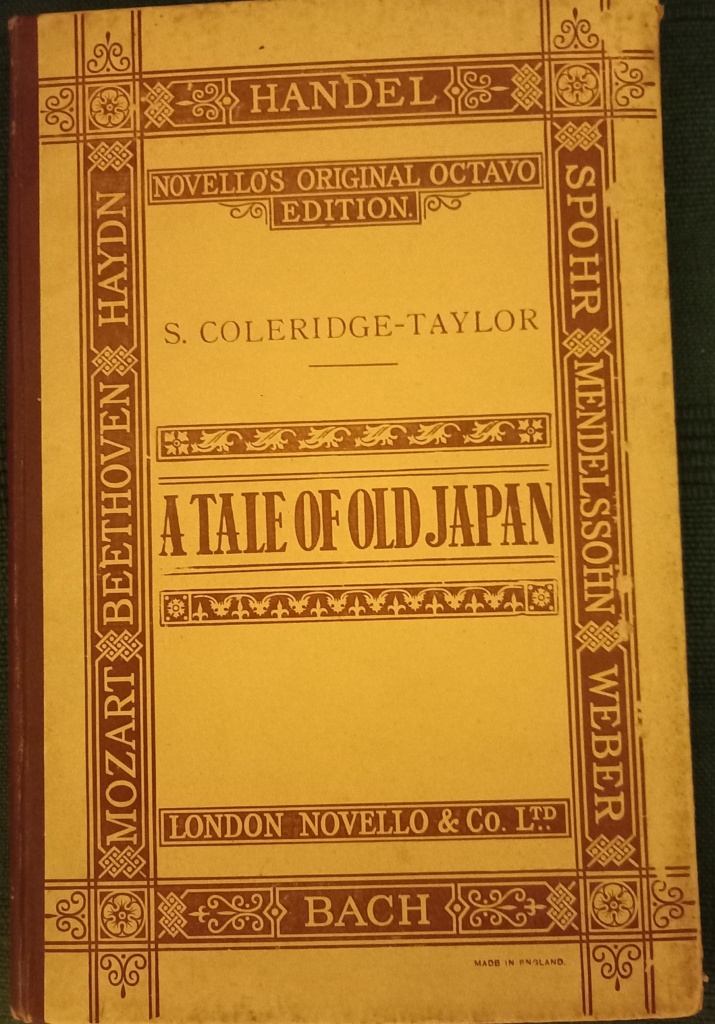 HANDEL
NOVELLO'S ORIGINAL OCTAVO
EDITION.
HAYDN
BEETHOVEN
MOZART
SPOHR
MENDELSSOHN
WEBER
S. COLERIDGE-TAYLOR
A TALE OF OLD JAPAN
LONDON NOVELLO & Co. LTD.
BACH
MADE IN ENGLAND.